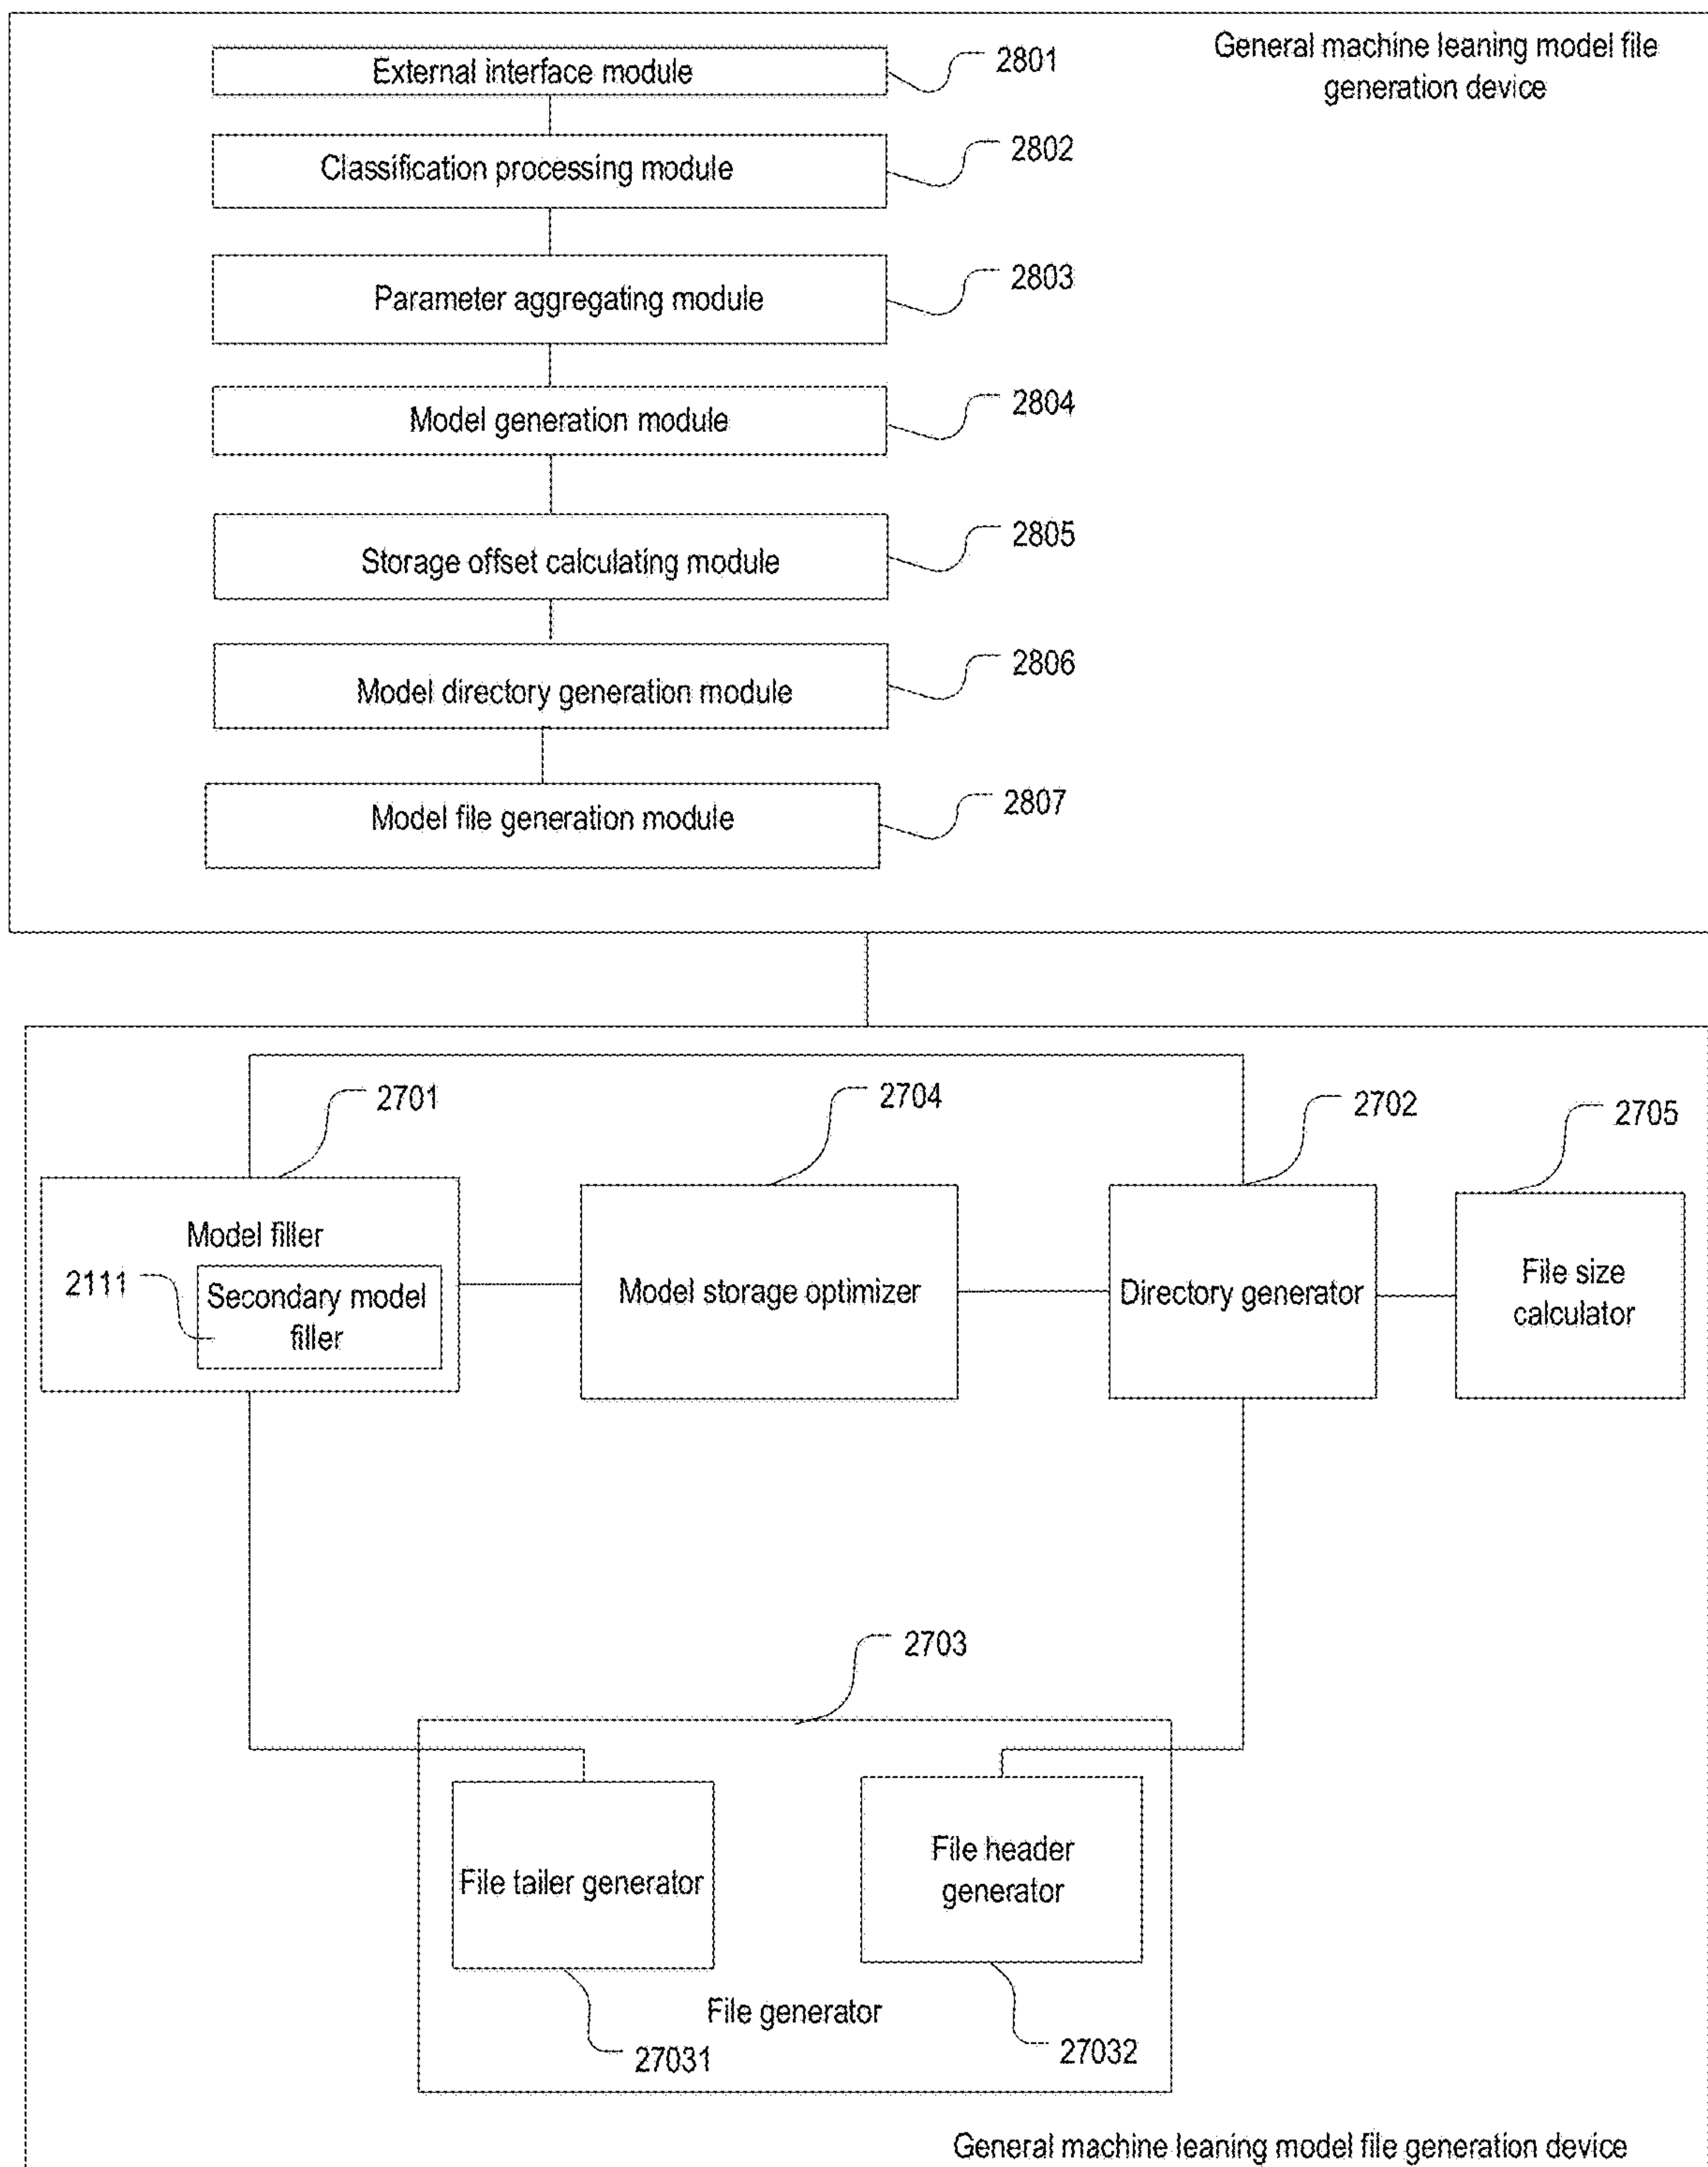 General machine leaning model file
generation device
External interface module
2801
Classification processing module
2802
Parameter aggregating module
2803
Model generation module
2804
Storage offset calculating module
2805
Model directory generation module
2806
Model file generation module
2807
2701
2704
2702
2705
Model filler
2111
Secondary model
filler
Model storage optimizer
Directory generator
File size
calculator
2703
File tailer generator
File header
generator
File generator
27031
27032
General machine leaning model file generation device